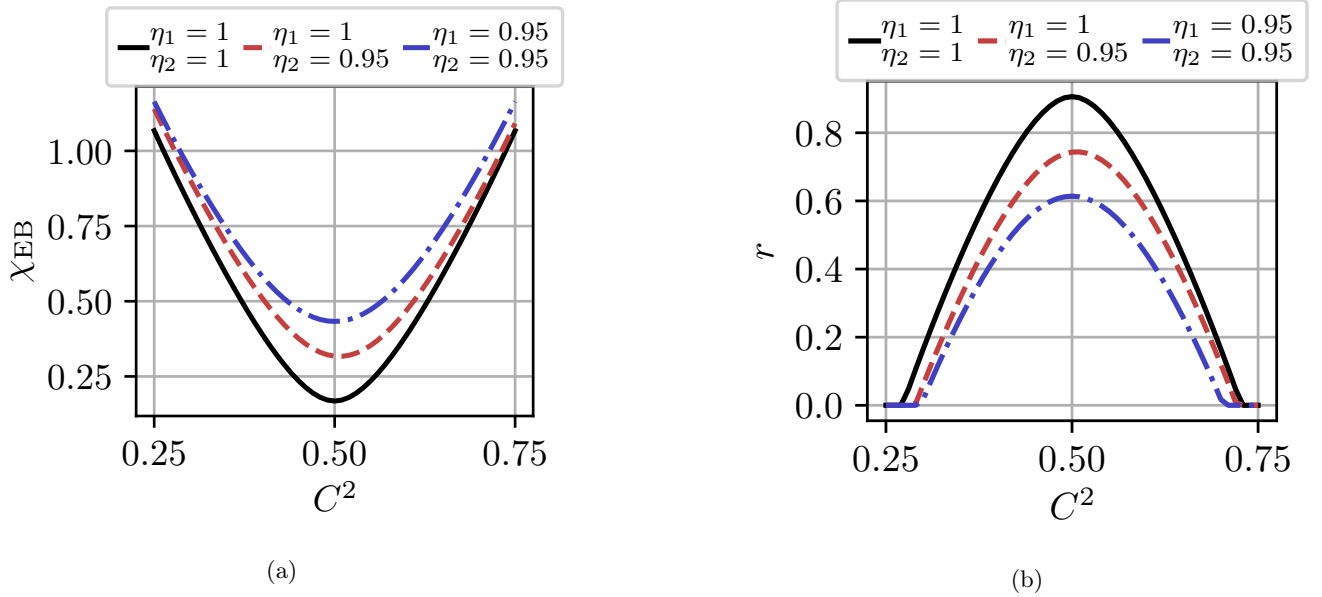 η₁ = 1 η₁ = 1 η₁ = 0.95
η₂ = 1 η₂ = 0.95 η₂ = 0.95
1.00
0.75
0.50
0.25
χEB
0.25 0.50 0.75
C²
(a)
η₁ = 1 η₁ = 1 η₁ = 0.95
η₂ = 1 η₂ = 0.95 η₂ = 0.95
0.8
0.6
0.4
0.2
0.0
r
0.25 0.50 0.75
C²
(b)